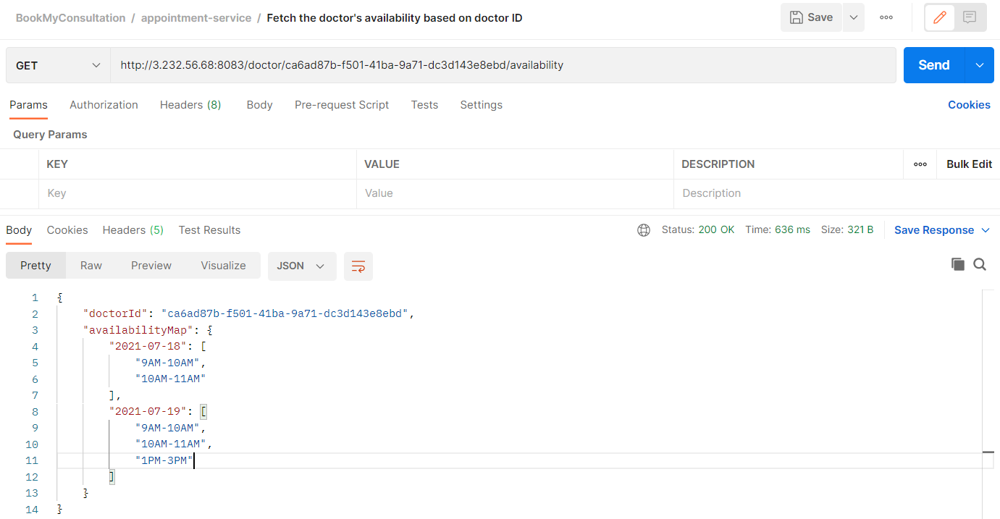 BookMyConsultation / appointment-service / Fetch the doctor's availability based on doctor ID
Save
GET
http://3.232.56.68:8083/doctor/ca6ad87b-f501-41ba-9a71-dc3d143e8ebd/availability
Send
Params Authorization Headers (8) Body Pre-request Script Tests Settings Cookies
Query Params
KEY VALUE DESCRIPTION Bulk Edit
Key Value Description
Body Cookies Headers (5) Test Results Status: 200 OK Time: 636 ms Size: 321 B Save Response
Pretty Raw Preview Visualize JSON
1 {
2 "doctorId": "ca6ad87b-f501-41ba-9a71-dc3d143e8ebd",
3 "availabilityMap": {
4 "2021-07-18": [
5 "9AM-10AM",
6 "10AM-11AM"
7 ],
8 "2021-07-19": [
9 "9AM-10AM",
10 "10AM-11AM",
11 "1PM-3PM"
12 ]
13 }
14 }